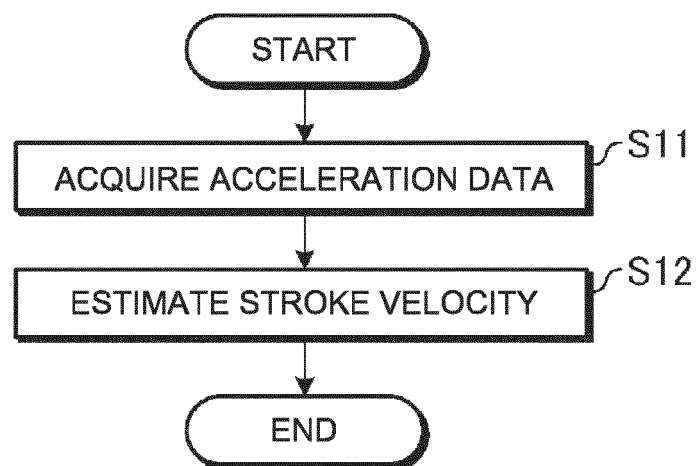 START
S11
ACQUIRE ACCELERATION DATA
S12
ESTIMATE STROKE VELOCITY
END